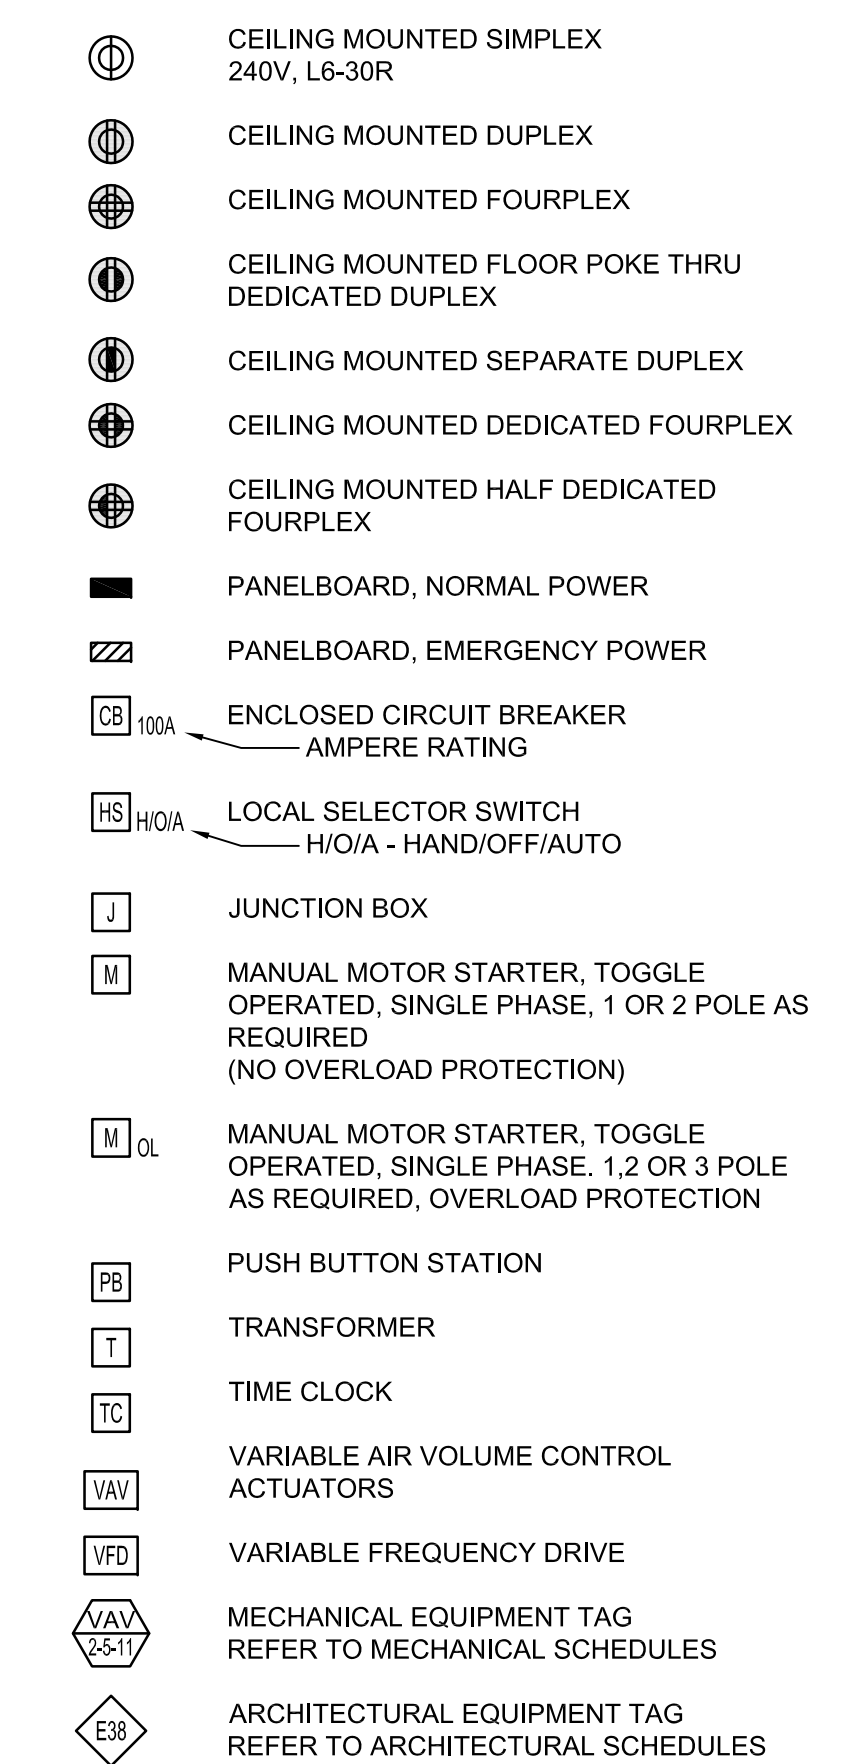 CEILING MOUNTED SIMPLEX
240V, L6-30R
CEILING MOUNTED DUPLEX
CEILING MOUNTED FOURPLEX
CEILING MOUNTED FLOOR POKE THRU
DEDICATED DUPLEX
CEILING MOUNTED SEPARATE DUPLEX
CEILING MOUNTED DEDICATED FOURPLEX
CEILING MOUNTED HALF DEDICATED
FOURPLEX
PANELBOARD, NORMAL POWER
PANELBOARD, EMERGENCY POWER
CB 100A ENCLOSED CIRCUIT BREAKER
AMPERE RATING
HS H/O/A LOCAL SELECTOR SWITCH
H/O/A - HAND/OFF/AUTO
J JUNCTION BOX
M MANUAL MOTOR STARTER, TOGGLE
OPERATED, SINGLE PHASE, 1 OR 2 POLE AS
REQUIRED
(NO OVERLOAD PROTECTION)
M OL MANUAL MOTOR STARTER, TOGGLE
OPERATED, SINGLE PHASE. 1,2 OR 3 POLE
AS REQUIRED, OVERLOAD PROTECTION
PB PUSH BUTTON STATION
T TRANSFORMER
TC TIME CLOCK
VARIABLE AIR VOLUME CONTROL
VAV ACTUATORS
VFD VARIABLE FREQUENCY DRIVE
VAV MECHANICAL EQUIPMENT TAG
2-5-11 REFER TO MECHANICAL SCHEDULES
E38 ARCHITECTURAL EQUIPMENT TAG
REFER TO ARCHITECTURAL SCHEDULES